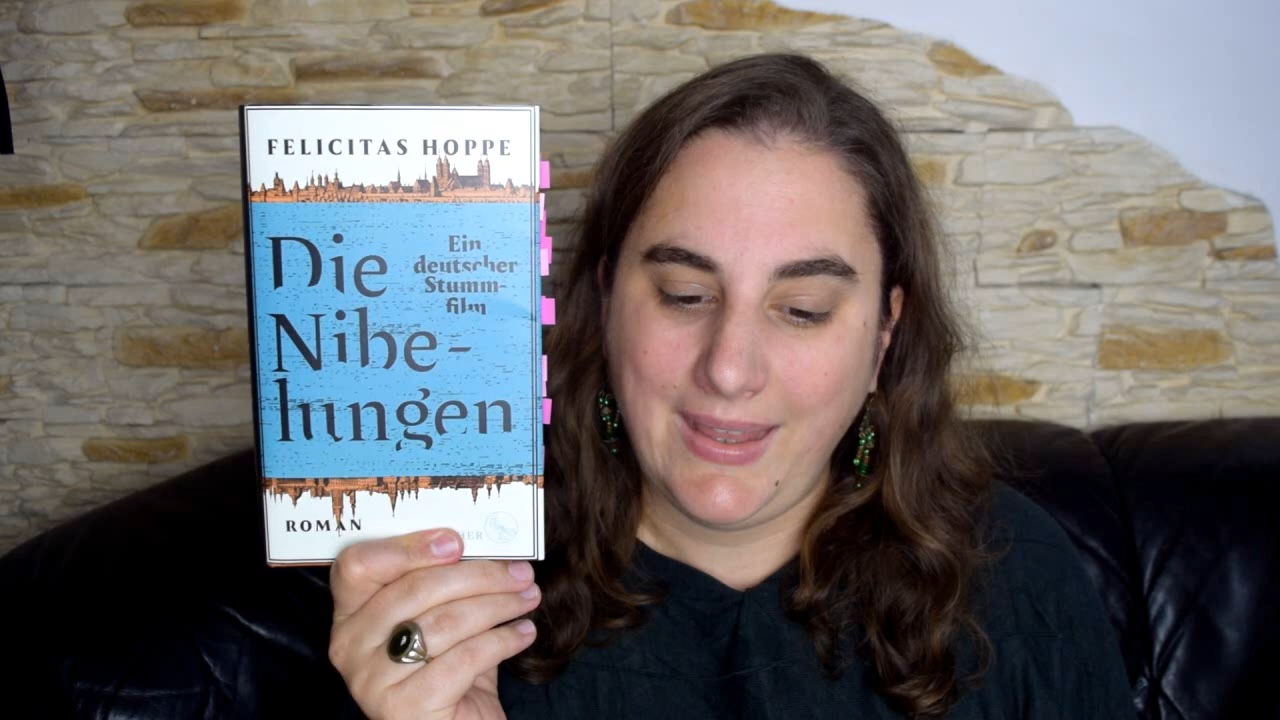 FELICITAS HOPPE
Die
Nibe-
lungen
Ein
deutscher
Stumm-
film
ROMAN